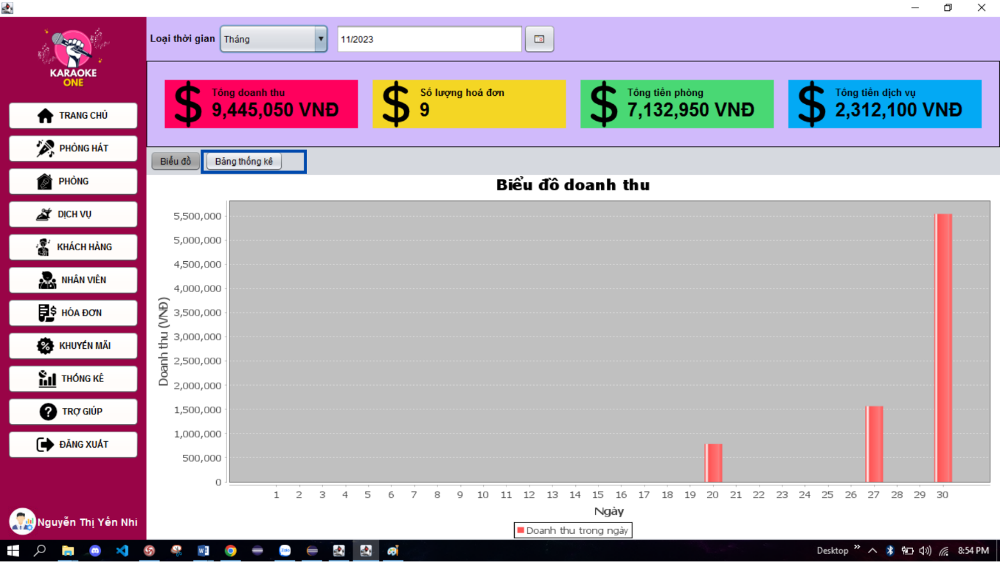 KARAOKE
ONE
TRANG CHỦ
PHÒNG HÁT
PHÒNG
DỊCH VỤ
KHÁCH HÀNG
NHÂN VIÊN
HÓA ĐƠN
KHUYẾN MÃI
THỐNG KÊ
TRỢ GIÚP
ĐĂNG XUẤT
Nguyễn Thị Yến Nhi
Loại thời gian Tháng 11/2023
Tổng doanh thu
9,445,050 VNĐ
Số lượng hoá đơn
9
Tổng tiền phòng
7,132,950 VNĐ
Tổng tiền dịch vụ
2,312,100 VNĐ
Biểu đồ Bảng thống kê
Biểu đồ doanh thu
Doanh thu (VNĐ)
5,500,000
5,000,000
4,500,000
4,000,000
3,500,000
3,000,000
2,500,000
2,000,000
1,500,000
1,000,000
500,000
0
1 2 3 4 5 6 7 8 9 10 11 12 13 14 15 16 17 18 19 20 21 22 23 24 25 26 27 28 29 30
Ngày
Doanh thu trong ngày
Desktop 8:54 PM